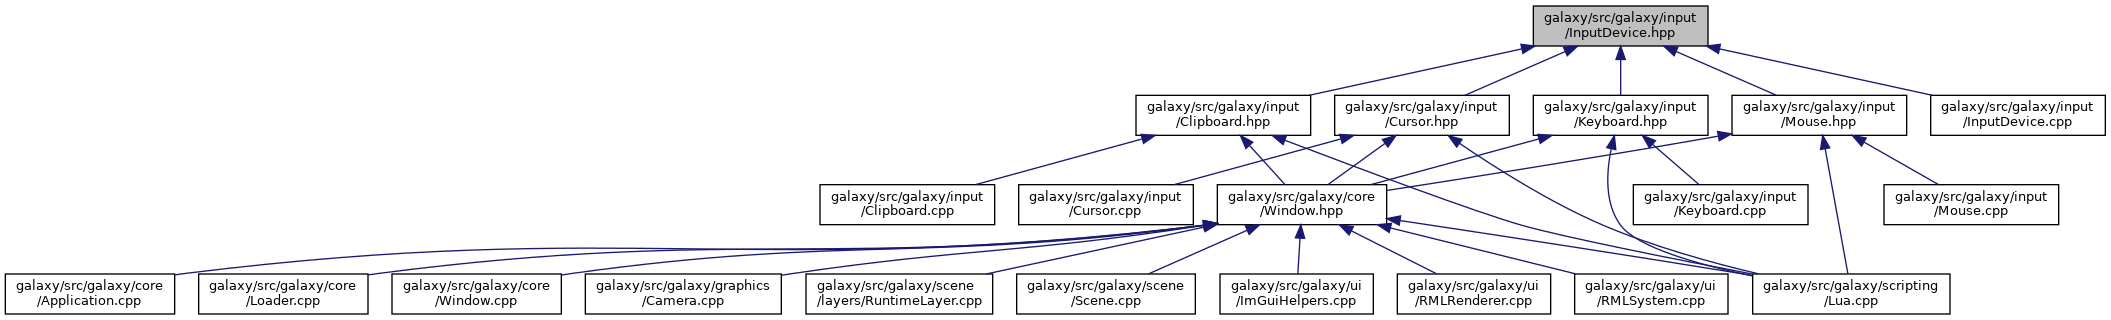 galaxy/src/galaxy/input
/InputDevice.hpp
galaxy/src/galaxy/input
/Clipboard.hpp
galaxy/src/galaxy/input
/Cursor.hpp
galaxy/src/galaxy/input
/Keyboard.hpp
galaxy/src/galaxy/input
/Mouse.hpp
galaxy/src/galaxy/input
/InputDevice.cpp
galaxy/src/galaxy/input
/Clipboard.cpp
galaxy/src/galaxy/input
/Cursor.cpp
galaxy/src/galaxy/core
/Window.hpp
galaxy/src/galaxy/input
/Keyboard.cpp
galaxy/src/galaxy/input
/Mouse.cpp
galaxy/src/galaxy/core
/Application.cpp
galaxy/src/galaxy/core
/Loader.cpp
galaxy/src/galaxy/core
/Window.cpp
galaxy/src/galaxy/graphics
/Camera.cpp
galaxy/src/galaxy/scene
/layers/RuntimeLayer.cpp
galaxy/src/galaxy/scene
/Scene.cpp
galaxy/src/galaxy/ui
/ImGuiHelpers.cpp
galaxy/src/galaxy/ui
/RMLRenderer.cpp
galaxy/src/galaxy/ui
/RMLSystem.cpp
galaxy/src/galaxy/scripting
/Lua.cpp